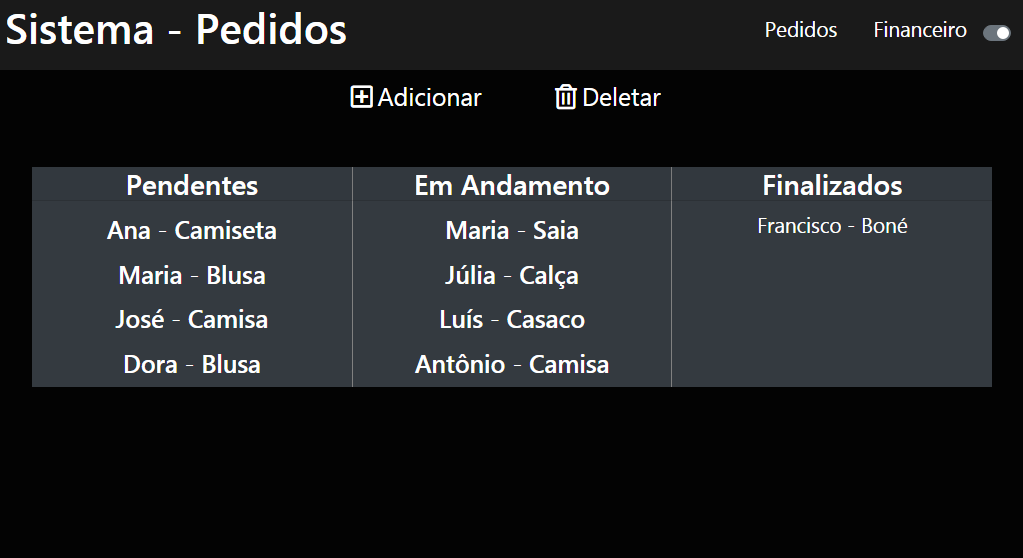 Sistema - Pedidos
Pedidos Financeiro
Adicionar Deletar
Pendentes Em Andamento Finalizados
Ana - Camiseta Maria - Saia Francisco - Boné
Maria - Blusa Júlia - Calça
José - Camisa Luís - Casaco
Dora - Blusa Antônio - Camisa